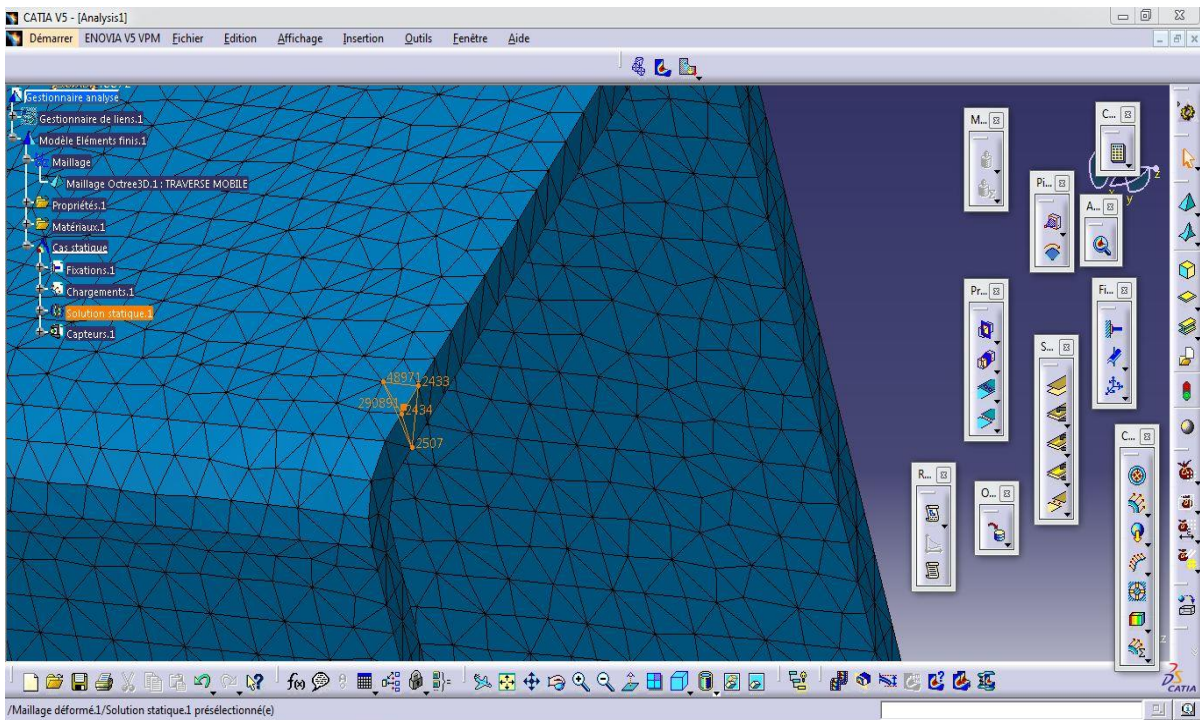 CATIA V5 - [Analysis1]
Démarrer ENOVIA V5 VPM Fichier Edition Affichage Insertion Outils Fenêtre Aide
Gestionnaire analyse
Gestionnaire de liens.1
Modèle Eléments finis.1
Maillage
Maillage Octree3D.1 : TRAVERSE MOBILE
Propriétés.1
Matériaux.1
Cas statique
Fixations.1
Chargements.1
Solution statique.1
Capteurs.1
48971 2433
290891 2434
2507
M...
C...
Pi...
A...
Pr...
Fi...
S...
C...
R...
O...
x y z
z
f(x)
CATIA
/Maillage déformé.1/Solution statique.1 présélectionné(e)